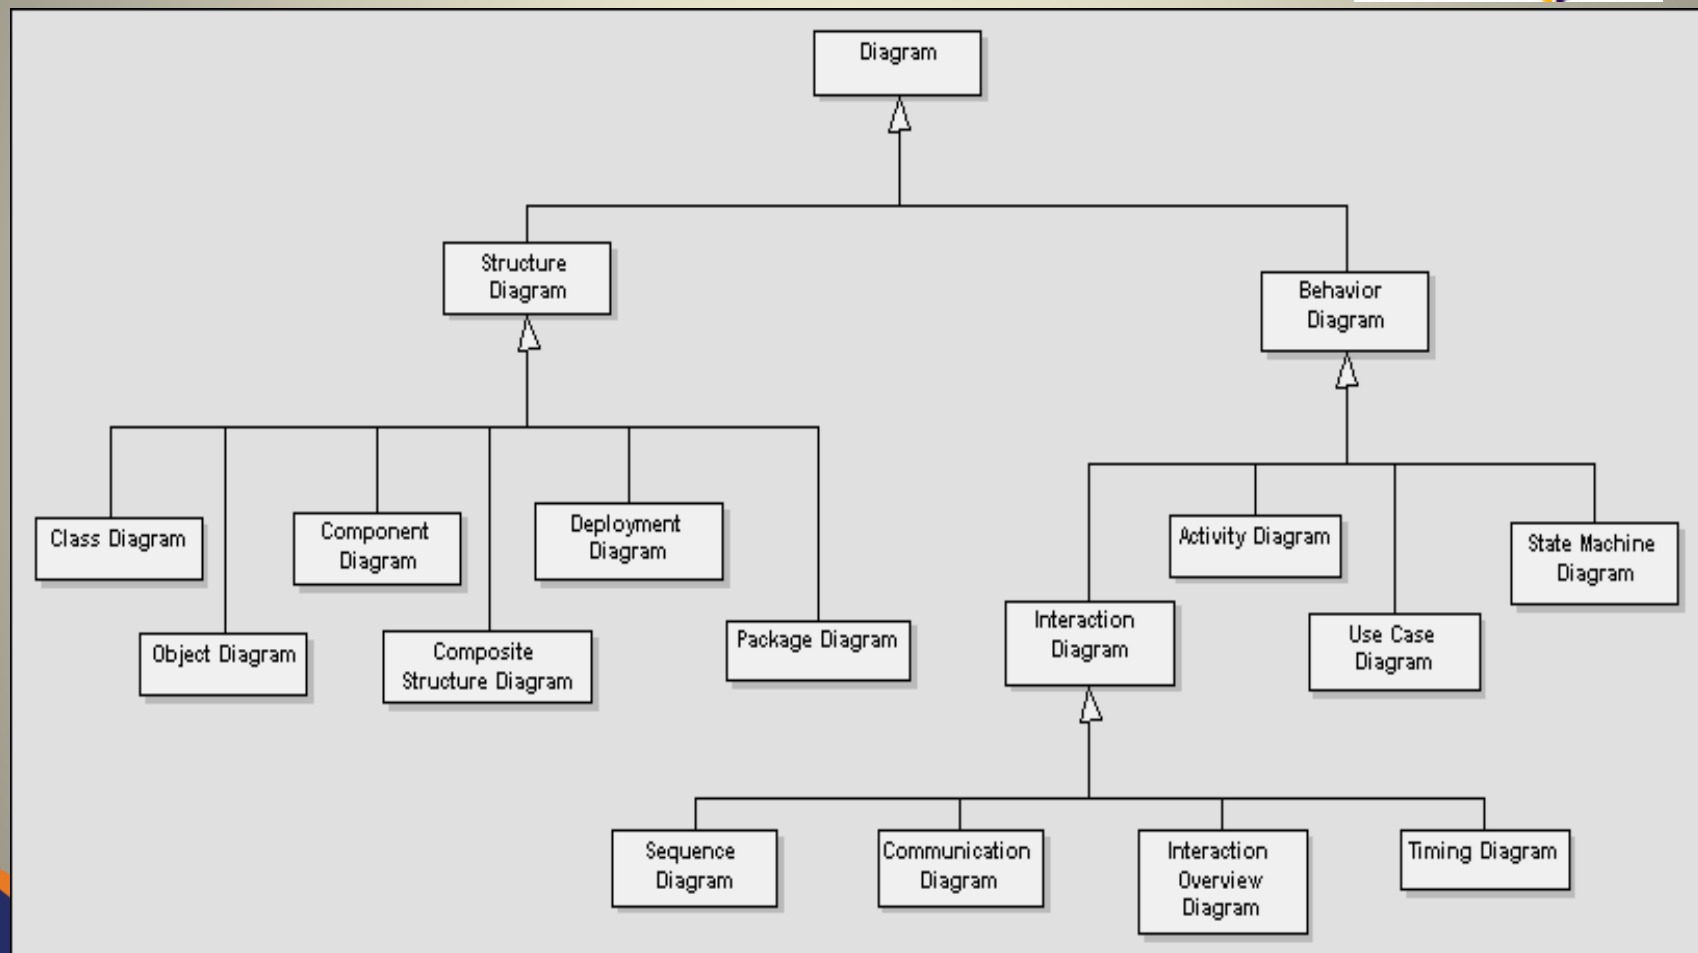 Diagram
Structure
Diagram
Behavior
Diagram
Class Diagram
Component
Diagram
Deployment
Diagram
Object Diagram
Composite
Structure Diagram
Package Diagram
Activity Diagram
State Machine
Diagram
Interaction
Diagram
Use Case
Diagram
Sequence
Diagram
Communication
Diagram
Interaction
Overview
Diagram
Timing Diagram